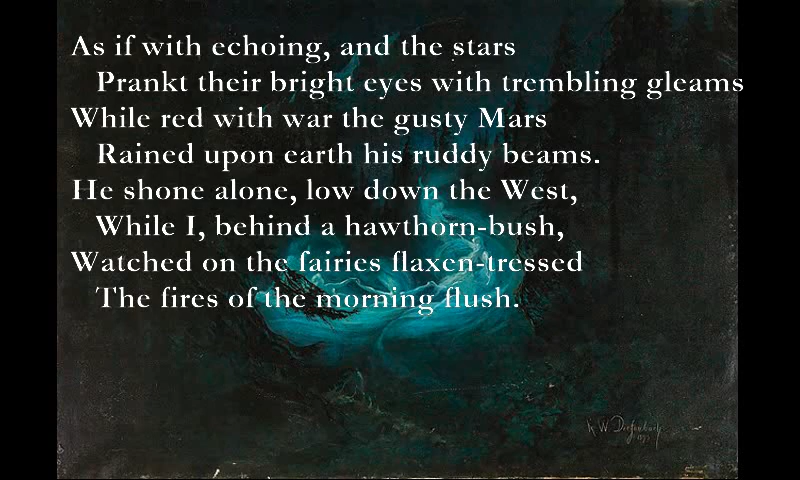 As if with echoing, and the stars
Prankt their bright eyes with trembling gleams
While red with war the gusty Mars
Rained upon earth his ruddy beams.
He shone alone, low down the West,
While I, behind a hawthorn-bush,
Watched on the fairies flaxen-tressed
The fires of the morning flush.
K W Diefenbach